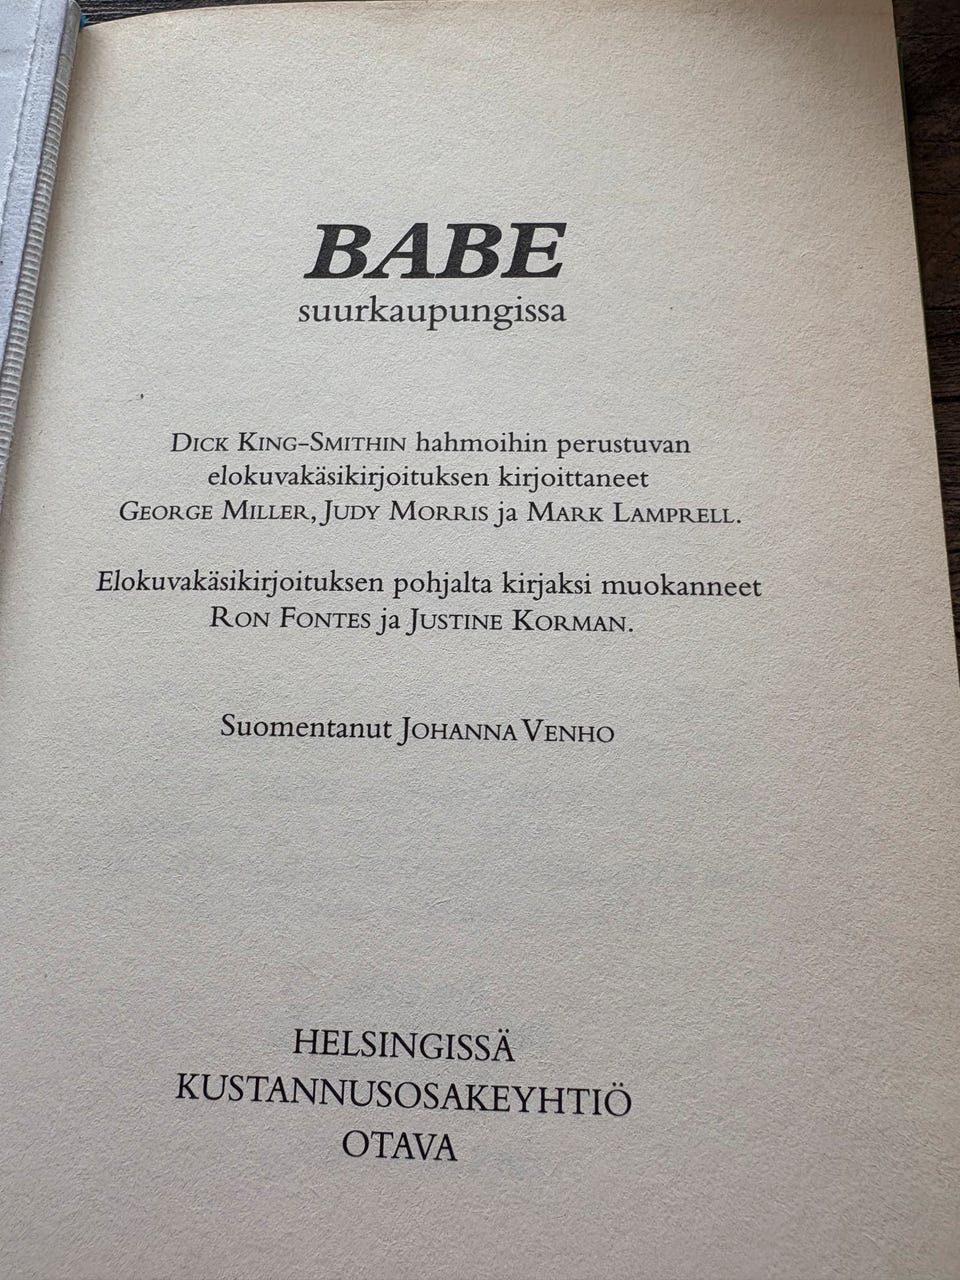 BABE
suurkaupungissa
DICK KING-SMITHIN hahmoihin perustuvan
elokuvakäsikirjoituksen kirjoittaneet
GEORGE MILLER, JUDY MORRIS ja MARK LAMPRELL.
Elokuvakäsikirjoituksen pohjalta kirjaksi muokanneet
RON FONTES ja JUSTINE KORMAN.
Suomentanut JOHANNA VENHO
HELSINGISSÄ
KUSTANNUSOSAKEYHTIÖ
OTAVA